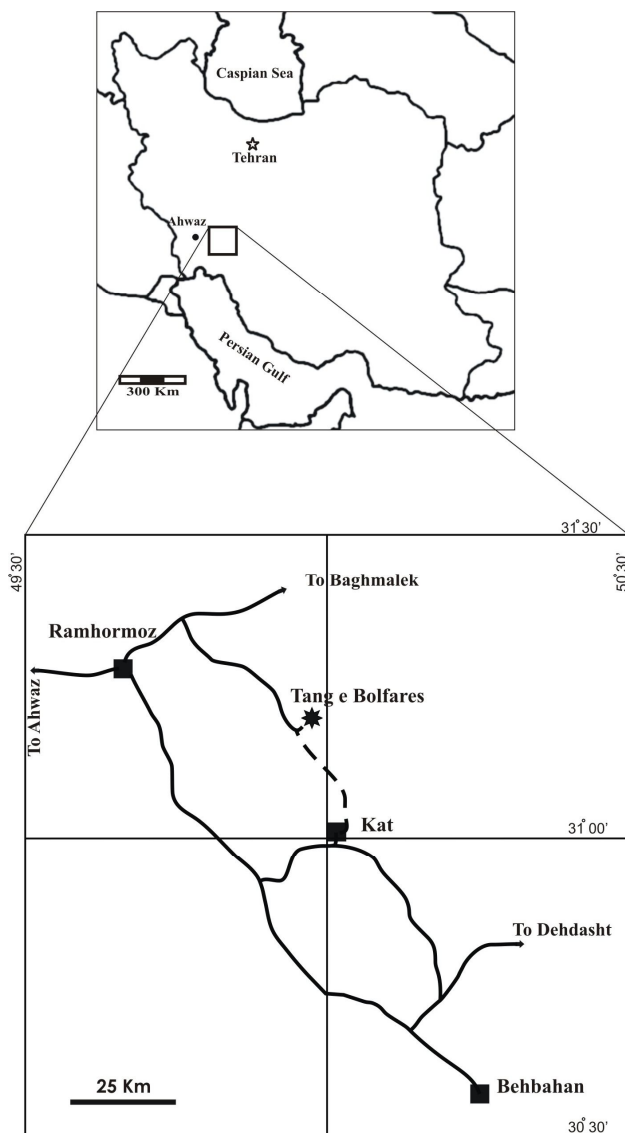 Caspian Sea
Tehran
Ahwaz
Persian Gulf
300 Km
31°30'
49°30'
50°30'
To Baghmalek
Ramhormoz
To Ahwaz
Tang e Bolfares
Kat
31°00'
To Dehdasht
25 Km
Behbahan
30°30'